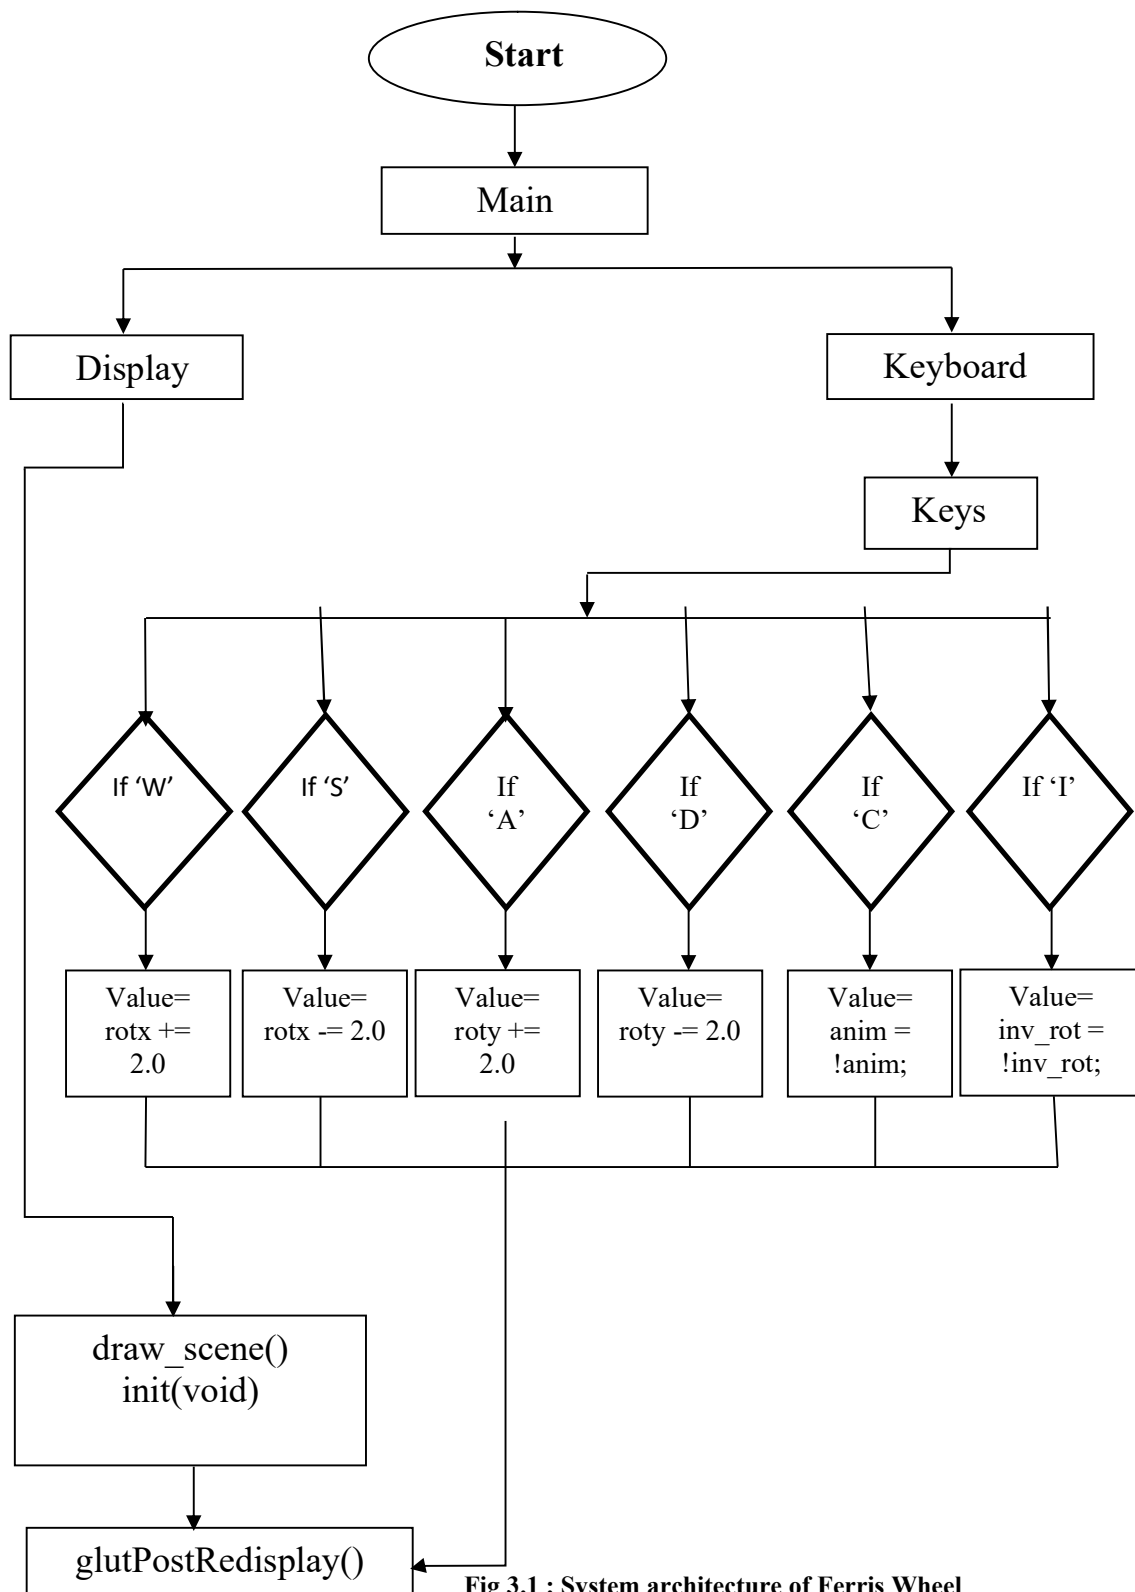 Start
Main
Display
Keyboard
Keys
If ‘W’
If ‘S’
If
‘A’
If
‘D’
If
‘C’
If ‘I’
Value=
rotx +=
2.0
Value=
rotx -= 2.0
Value=
roty +=
2.0
Value=
roty -= 2.0
Value=
anim =
!anim;
Value=
inv_rot =
!inv_rot;
draw_scene()
init(void)
glutPostRedisplay()
Fig 3.1 : System architecture of Ferris Wheel